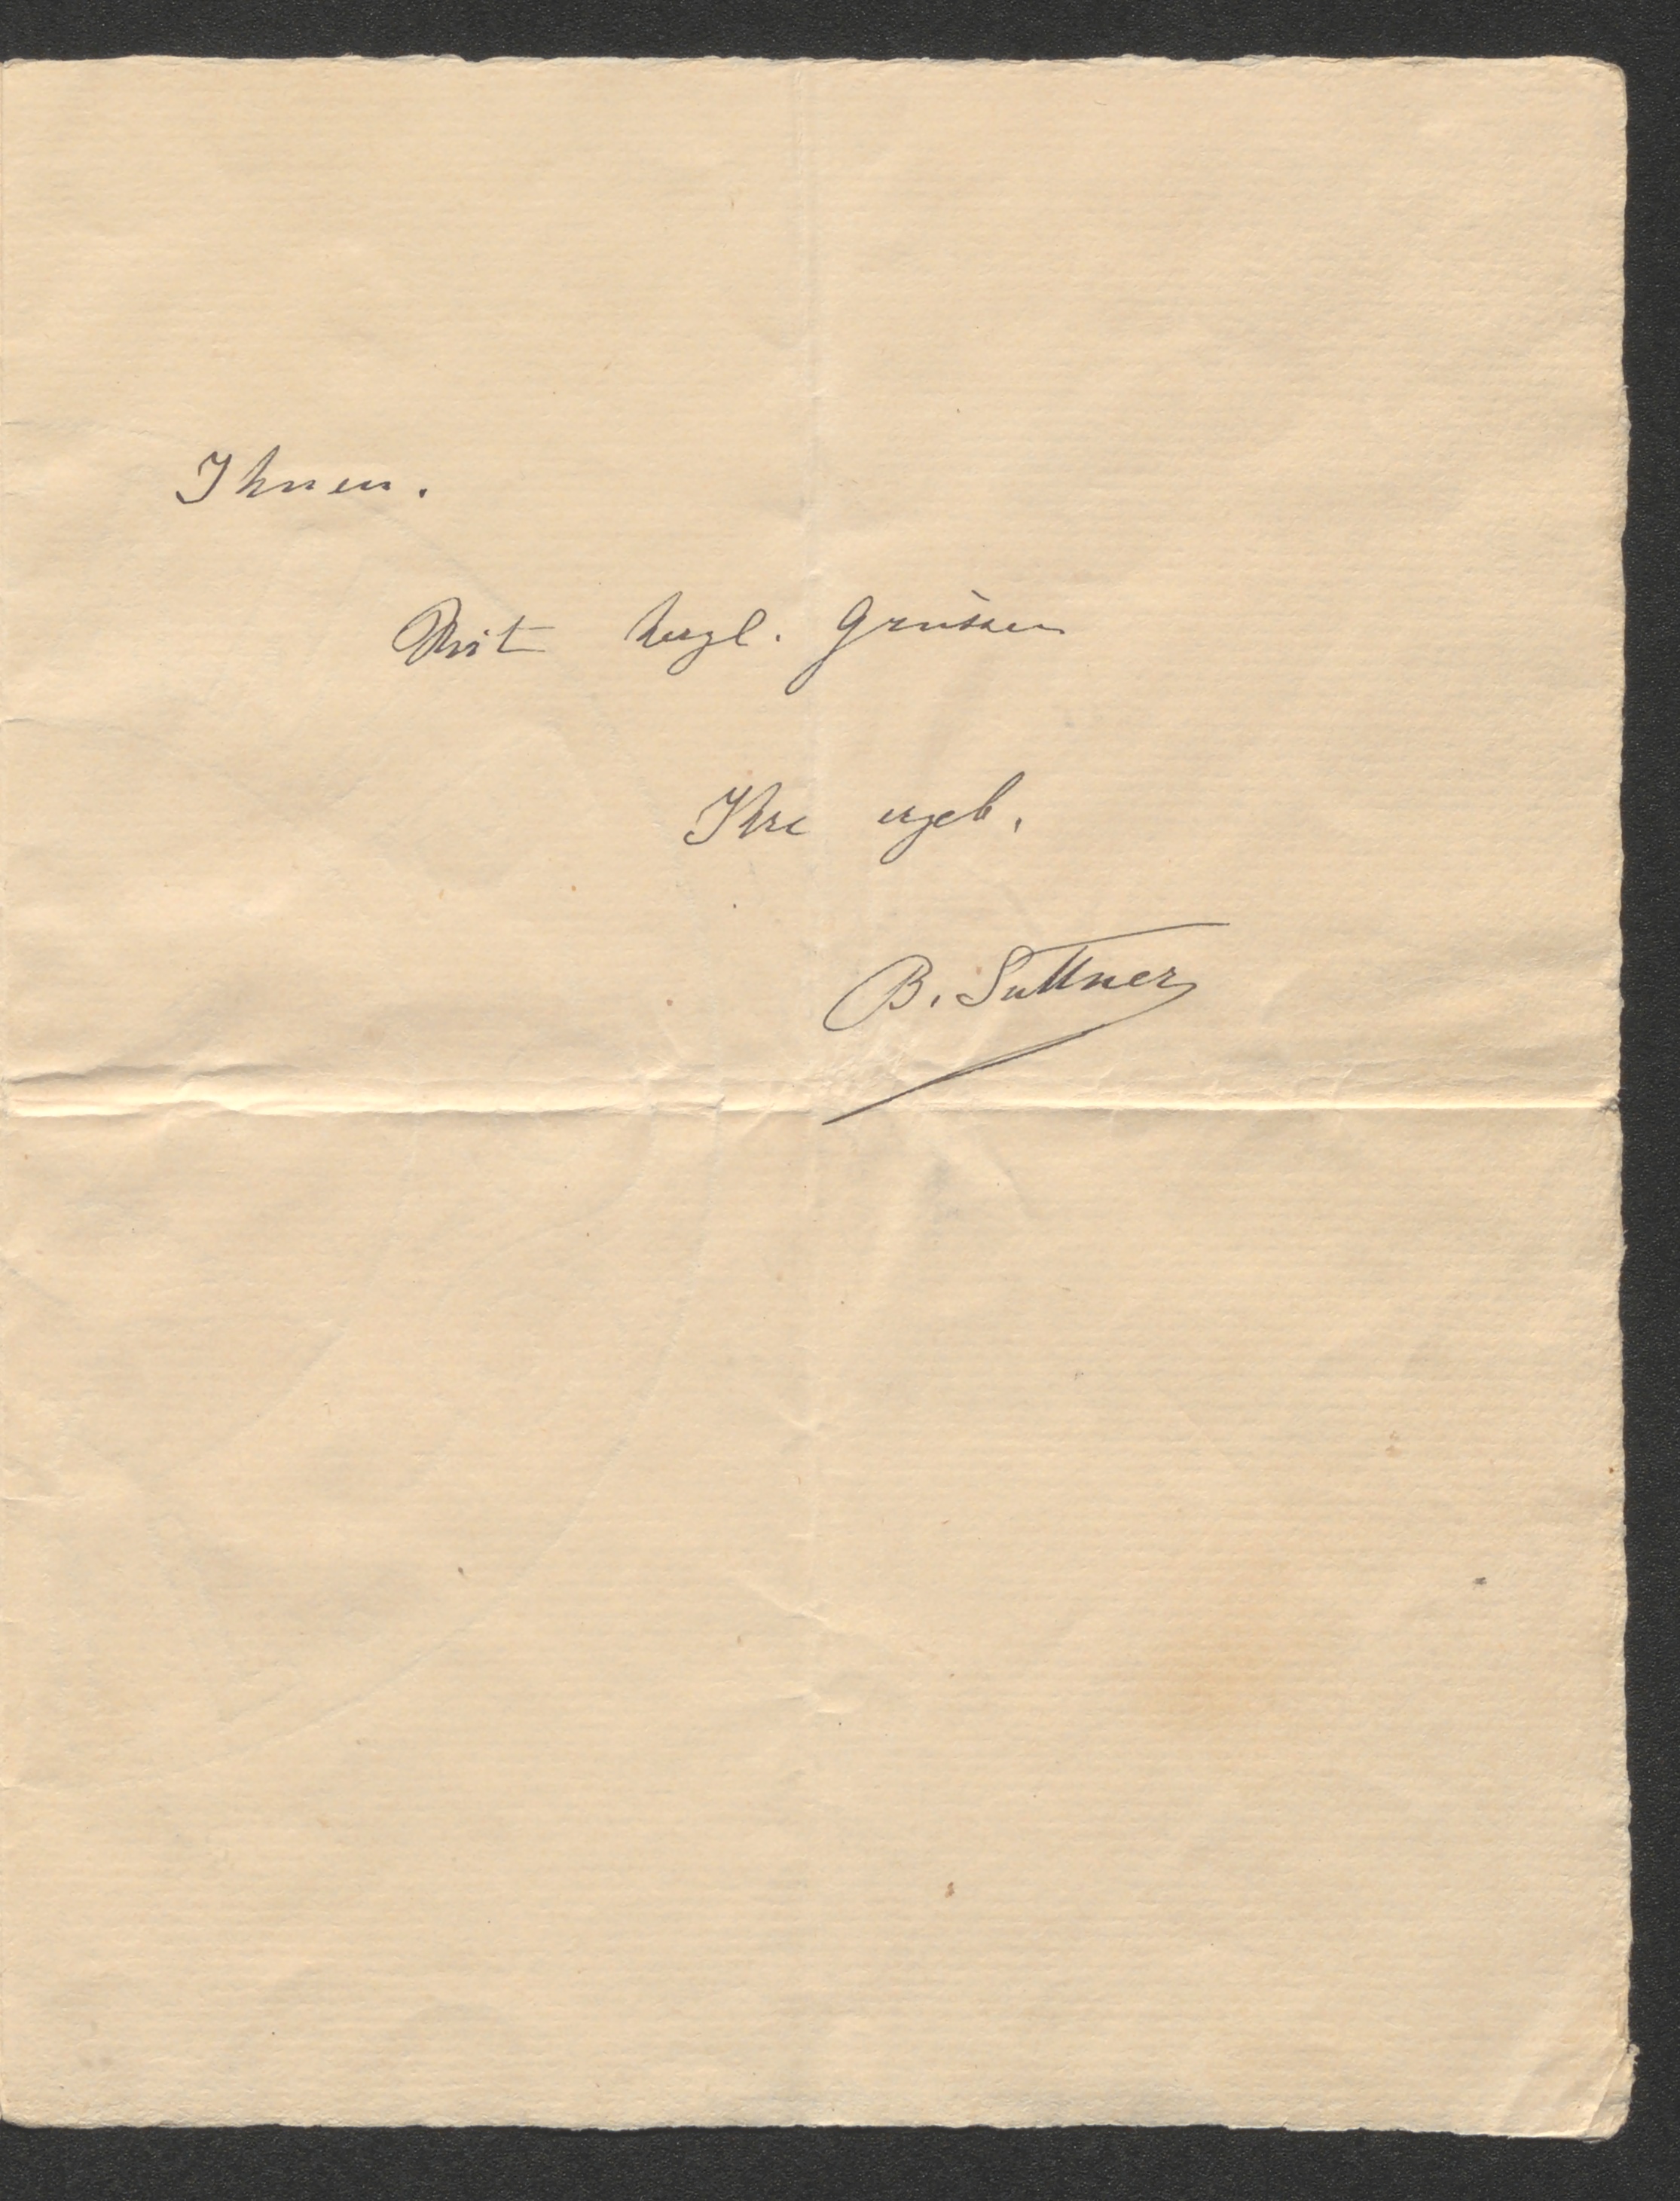 Ihnen.
Mit herzl. Grüssen
Ihre ergeb.
B. Suttner